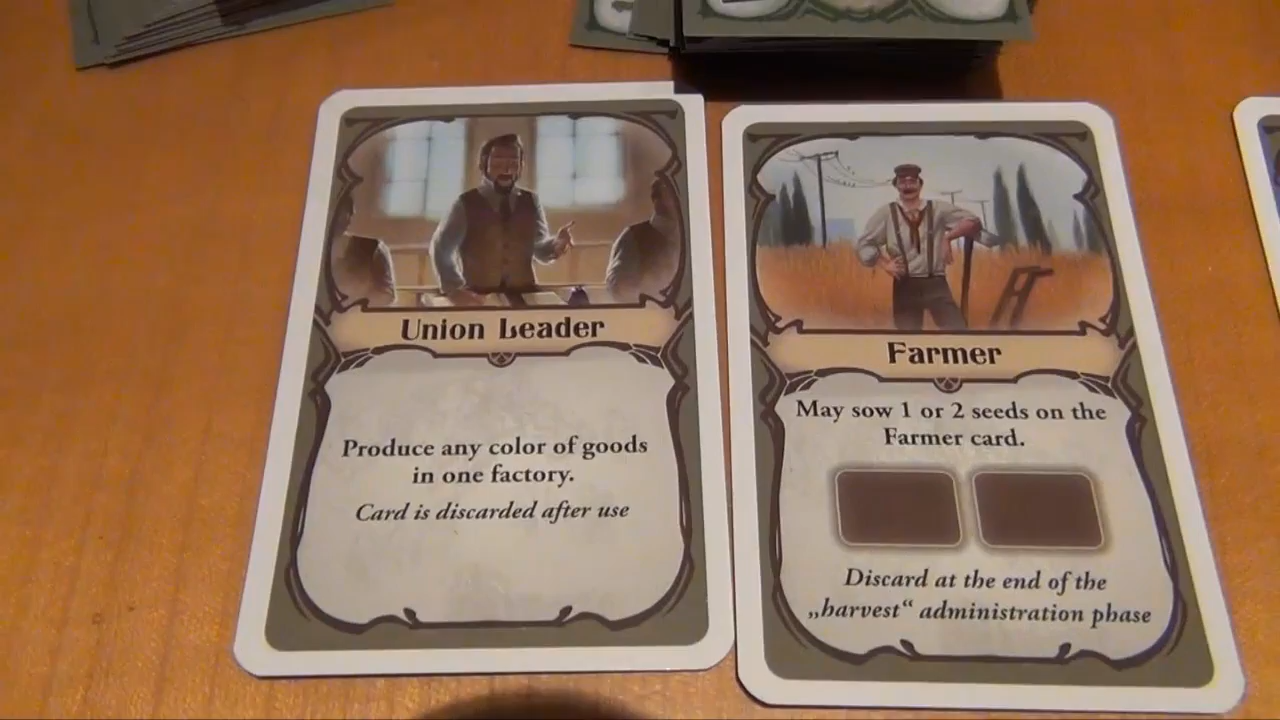 Union Leader
Produce any color of goods
in one factory.
Card is discarded after use
Farmer
May sow 1 or 2 seeds on the
Farmer card.
Discard at the end of the
„harvest“ administration phase